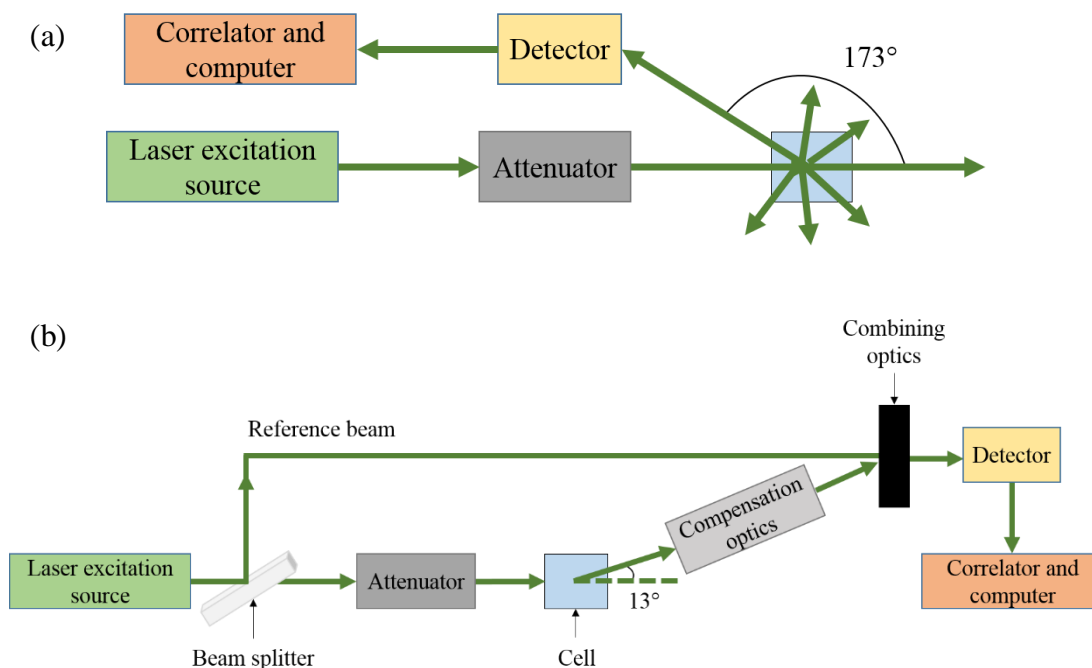 (a)
Correlator and
computer
Detector
173°
Laser excitation
source
Attenuator
(b)
Combining
optics
Reference beam
Detector
Compensation
optics
Laser excitation
source
Attenuator
13°
Correlator and
computer
Beam splitter
Cell